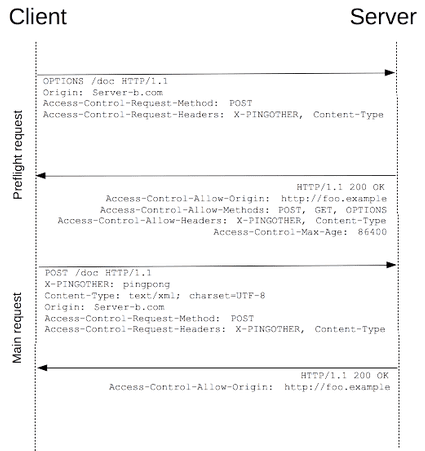 Client
Server
OPTIONS /doc HTTP/1.1
Origin: Server-b.com
Access-Control-Request-Method: POST
Access-Control-Request-Headers: X-PINGOTHER, Content-Type
Preflight request
HTTP/1.1 200 OK
Access-Control-Allow-Origin: http://foo.example
Access-Control-Allow-Methods: POST, GET, OPTIONS
Access-Control-Allow-Headers: X-PINGOTHER, Content-Type
Access-Control-Max-Age: 86400
POST /doc HTTP/1.1
X-PINGOTHER: pingpong
Content-Type: text/xml; charset=UTF-8
Origin: Server-b.com
Access-Control-Request-Method: POST
Access-Control-Request-Headers: X-PINGOTHER, Content-Type
Main request
HTTP/1.1 200 OK
Access-Control-Allow-Origin: http://foo.example